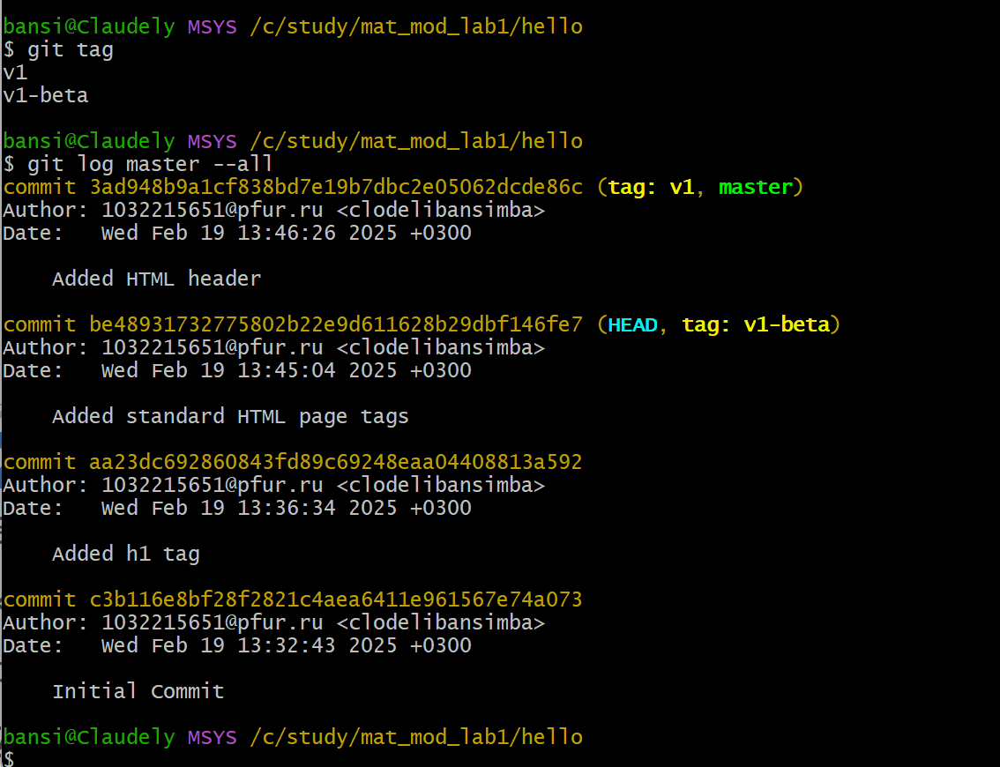 bansi@Claudely MSYS /c/study/mat_mod_lab1/hello
$ git tag
v1
v1-beta
bansi@Claudely MSYS /c/study/mat_mod_lab1/hello
$ git log master --all
commit 3ad948b9a1cf838bd7e19b7dbc2e05062dcde86c (tag: v1, master)
Author: 1032215651@pfur.ru <clodelibansimba>
Date:   Wed Feb 19 13:46:26 2025 +0300
    Added HTML header
commit be48931732775802b22e9d611628b29dbf146fe7 (HEAD, tag: v1-beta)
Author: 1032215651@pfur.ru <clodelibansimba>
Date:   Wed Feb 19 13:45:04 2025 +0300
    Added standard HTML page tags
commit aa23dc692860843fd89c69248eaa04408813a592
Author: 1032215651@pfur.ru <clodelibansimba>
Date:   Wed Feb 19 13:36:34 2025 +0300
    Added h1 tag
commit c3b116e8bf28f2821c4aea6411e961567e74a073
Author: 1032215651@pfur.ru <clodelibansimba>
Date:   Wed Feb 19 13:32:43 2025 +0300
    Initial Commit
bansi@Claudely MSYS /c/study/mat_mod_lab1/hello
$